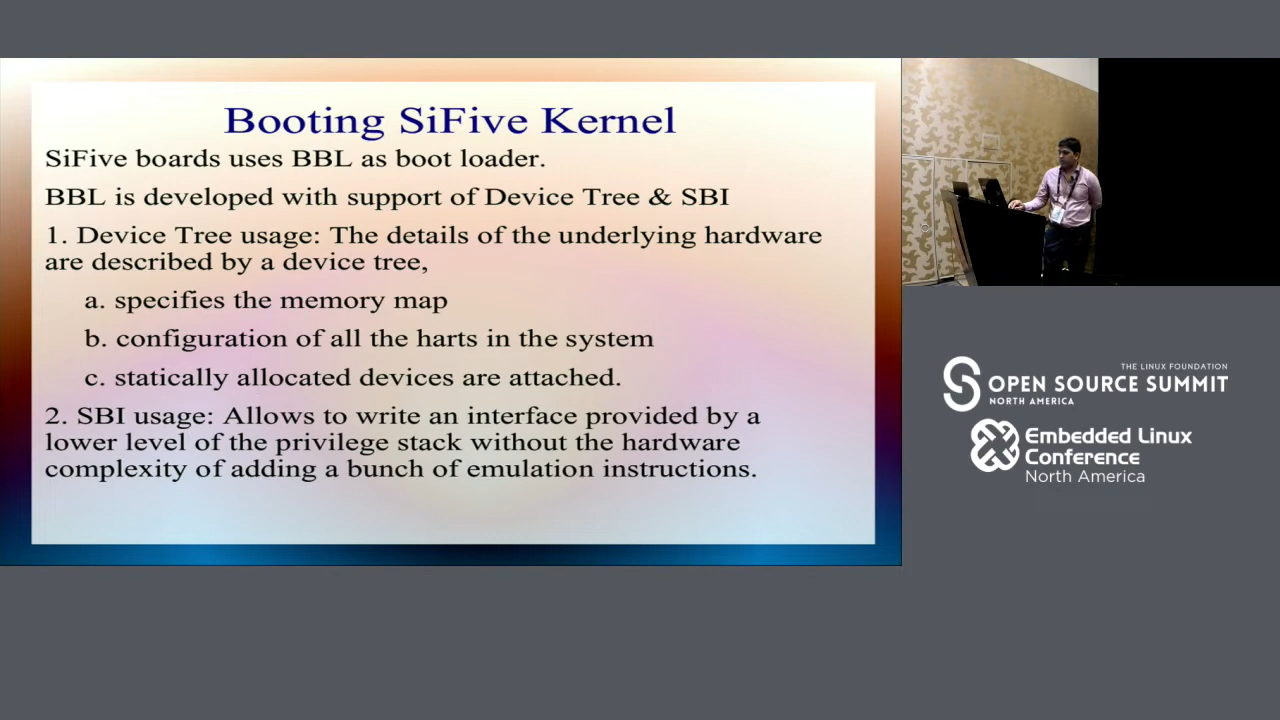 Booting SiFive Kernel
SiFive boards uses BBL as boot loader.
BBL is developed with support of Device Tree & SBI
1. Device Tree usage: The details of the underlying hardware
are described by a device tree,
a. specifies the memory map
b. configuration of all the harts in the system
c. statically allocated devices are attached.
2. SBI usage: Allows to write an interface provided by a
lower level of the privilege stack without the hardware
complexity of adding a bunch of emulation instructions.
THE LINUX FOUNDATION
OPEN SOURCE SUMMIT
NORTH AMERICA
Embedded Linux
Conference
North America